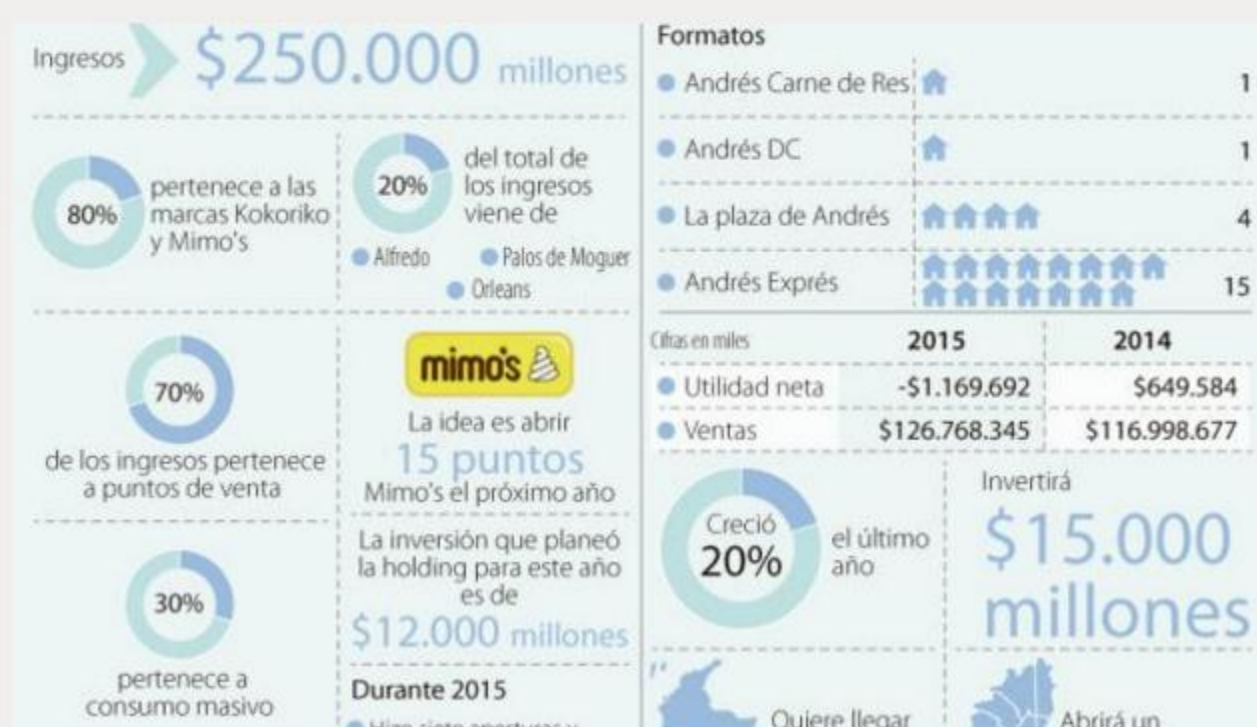 Ingresos
$250.000 millones
80%
pertenece a las
marcas Kokoriko
y Mimo's
20%
del total de
los ingresos
viene de
Alfredo
Palos de Moguer
Orleans
70%
de los ingresos pertenece
a puntos de venta
mimo's
La idea es abrir
15 puntos
Mimo's el próximo año
30%
pertenece a
consumo masivo
La inversión que planeó
la holding para este año
es de
$12.000 millones
Durante 2015
Hizo siete aperturas y
Formatos
Andrés Carne de Res 1
Andrés DC 1
La plaza de Andrés 4
Andrés Exprés 15
Cifras en miles 2015 2014
Utilidad neta -$1.169.692 $649.584
Ventas $126.768.345 $116.998.677
Creció
20%
el último
año
Invertirá
$15.000
millones
Quiere llegar
Abrirá un